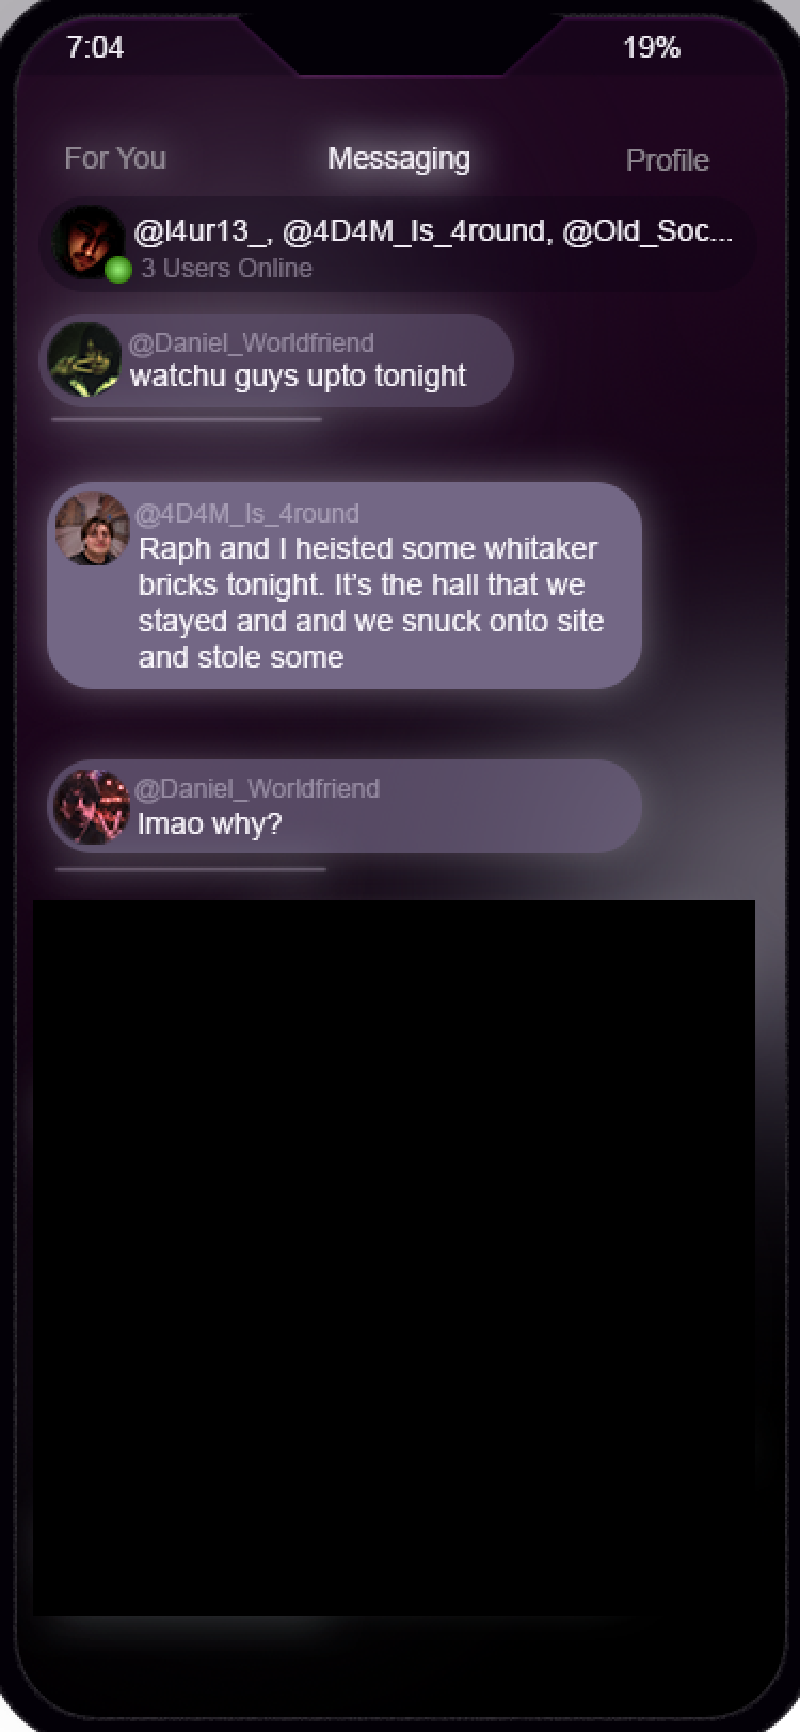 7:04
19%
For You
Messaging
Profile
@l4ur13_, @4D4M_Is_4round, @Old_Soc...
3 Users Online
@Daniel_Worldfriend
watchu guys upto tonight
@4D4M_Is_4round
Raph and I heisted some whitaker
bricks tonight. It's the hall that we
stayed and and we snuck onto site
and stole some
@Daniel_Worldfriend
lmao why?